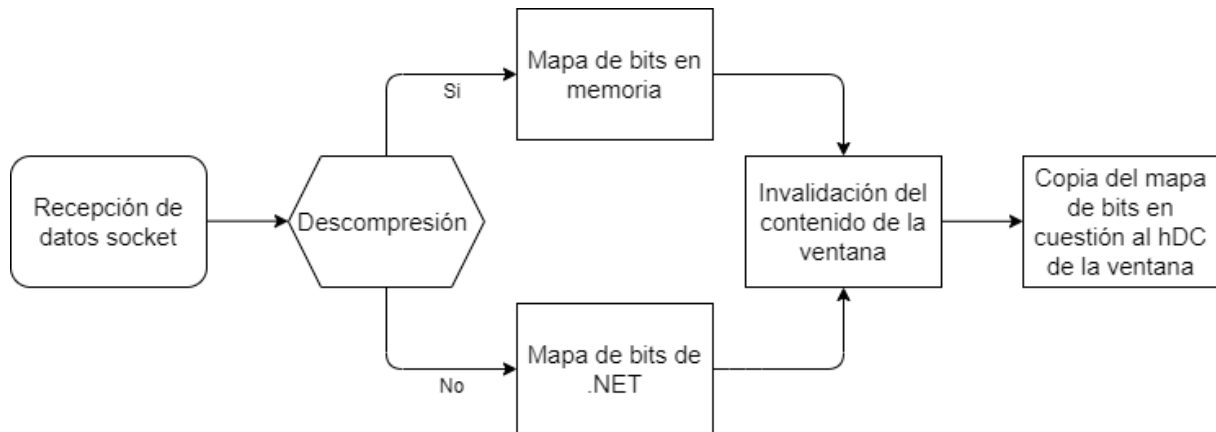 Recepción de
datos socket
Descompresión
Si
Mapa de bits en
memoria
No
Mapa de bits de
.NET
Invalidación del
contenido de la
ventana
Copia del mapa
de bits en
cuestión al hDC
de la ventana